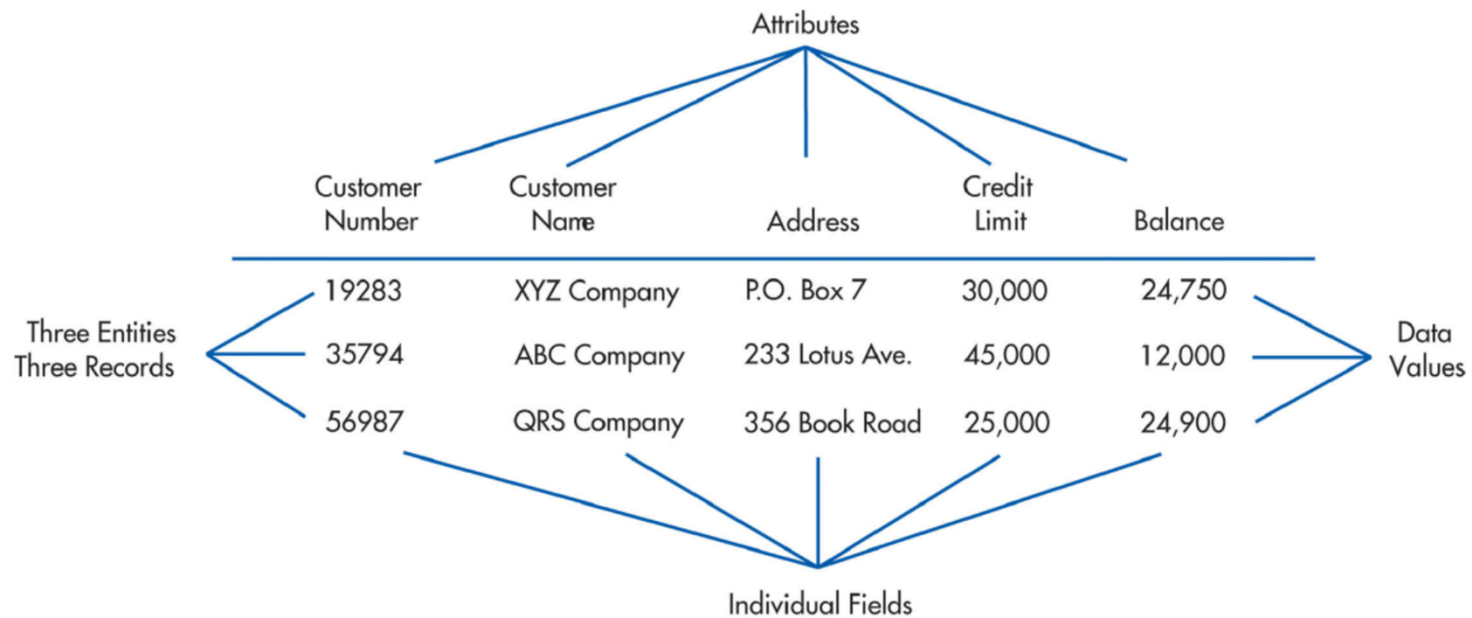 Attributes
Customer Number
Customer Name
Address
Credit Limit
Balance
19283 XYZ Company P.O. Box 7 30,000 24,750
Three Entities
Three Records
35794 ABC Company 233 Lotus Ave. 45,000 12,000
Data
Values
56987 QRS Company 356 Book Road 25,000 24,900
Individual Fields